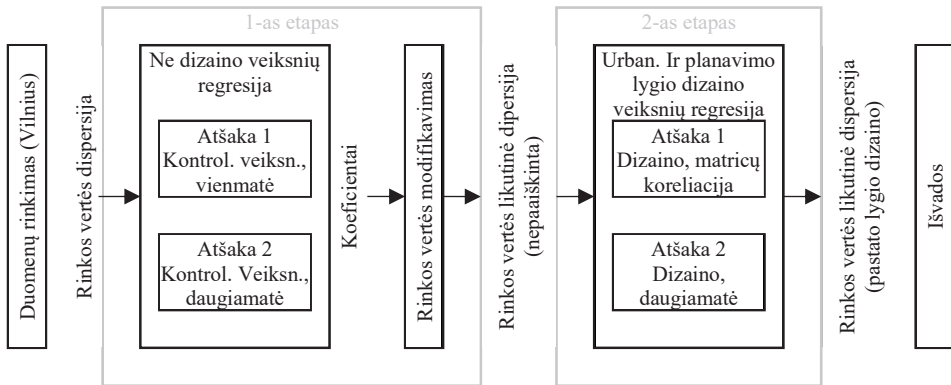 1-as etapas
2-as etapas
Duomenų rinkimas (Vilnius)
Rinkos vertės dispersija
Ne dizaino veiksnių
regresija
Atšaka 1
Kontrol. veiksn.,
vienmatė
Atšaka 2
Kontrol. Veiksn.,
daugiamatė
Koeficientai
Rinkos vertės modifikavimas
Rinkos vertės likutinė dipersija
(nepaaiškinta)
Urban. Ir planavimo
lygio dizaino
veiksnių regresija
Atšaka 1
Dizaino, matricų
koreliacija
Atšaka 2
Dizaino,
daugiamatė
Rinkos vertės likutinė dispersija
(pastato lygio dizaino)
Išvados